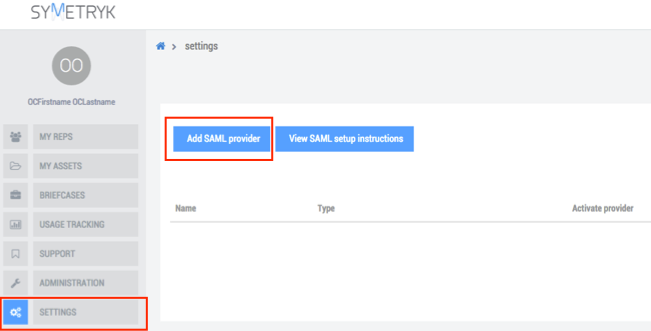 SYMETRYK
settings
OO
OCFirstname OCLastname
MY REPS
MY ASSETS
BRIEFCASES
USAGE TRACKING
SUPPORT
ADMINISTRATION
SETTINGS
Add SAML provider
View SAML setup instructions
Name Type Activate provider